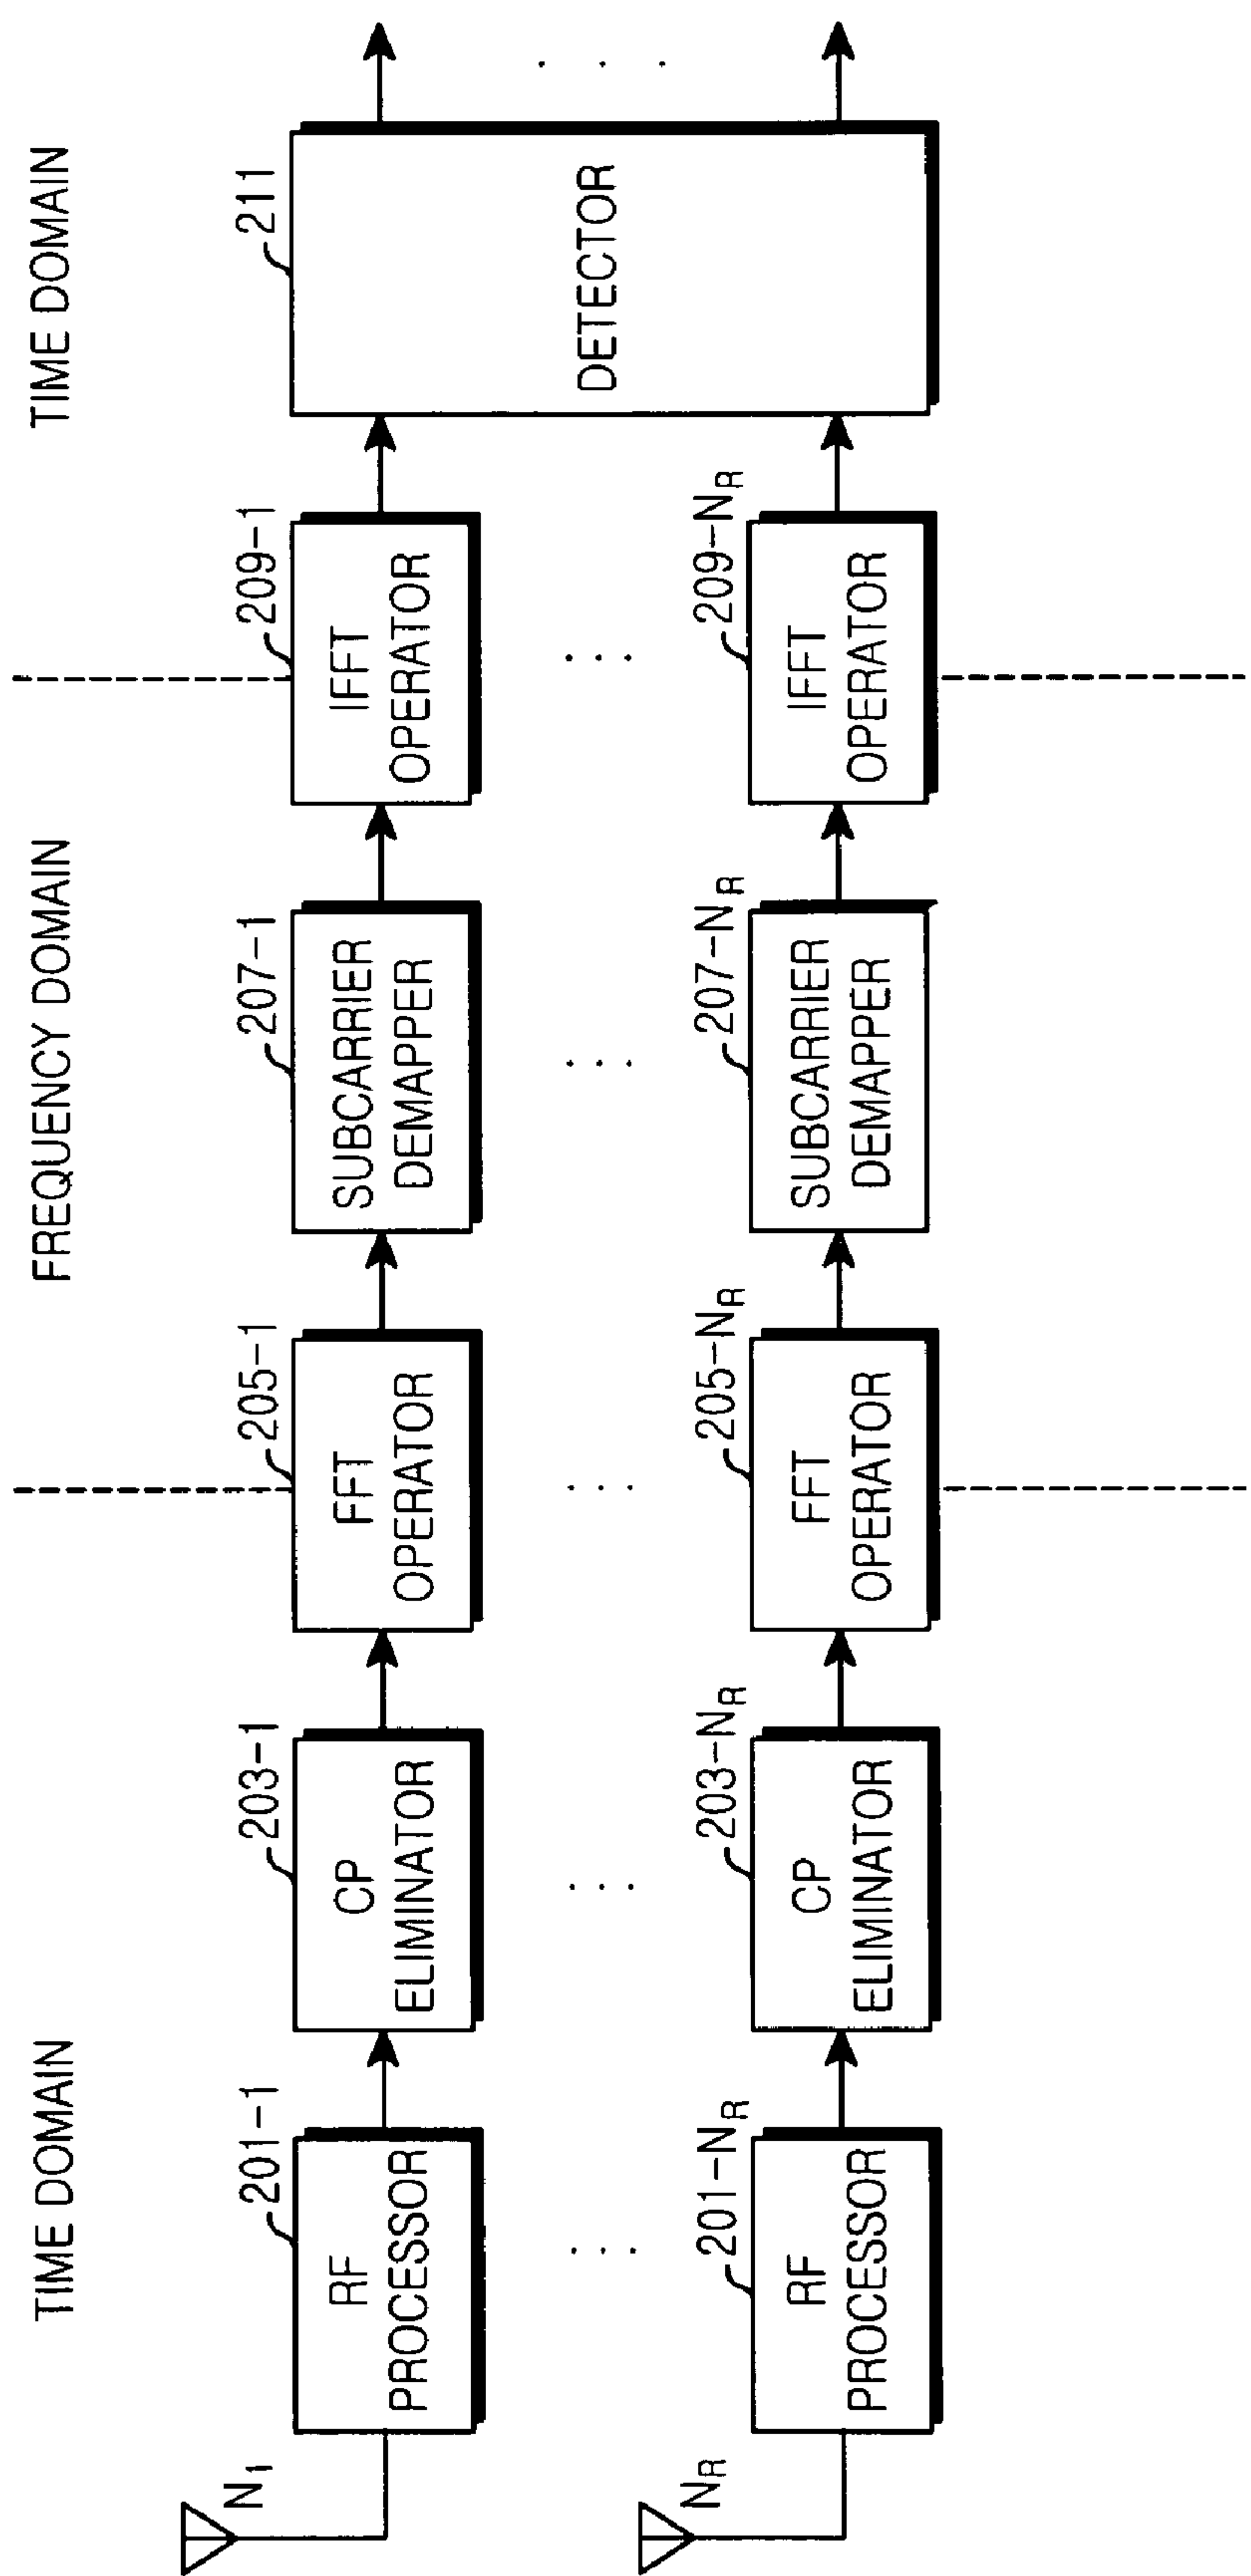 TIME DOMAIN
FREQUENCY DOMAIN
TIME DOMAIN
N1
201-1
RF
PROCESSOR
203-1
CP
ELIMINATOR
205-1
FFT
OPERATOR
207-1
SUBCARRIER
DEMAPPER
209-1
IFFT
OPERATOR
211
DETECTOR
. . .
. . .
. . .
. . .
. . .
. . .
NR
201-NR
RF
PROCESSOR
203-NR
CP
ELIMINATOR
205-NR
FFT
OPERATOR
207-NR
SUBCARRIER
DEMAPPER
209-NR
IFFT
OPERATOR